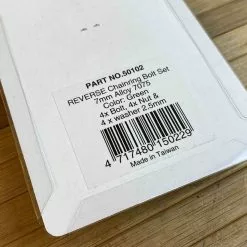 PART NO.50102
REVERSE Chainring Bolt Set
7mm Alloy 7075
Color: Green
4x Bolt, 4x Nut &
4 x washer 2.5mm
4 717480 150229
Made in Taiwan